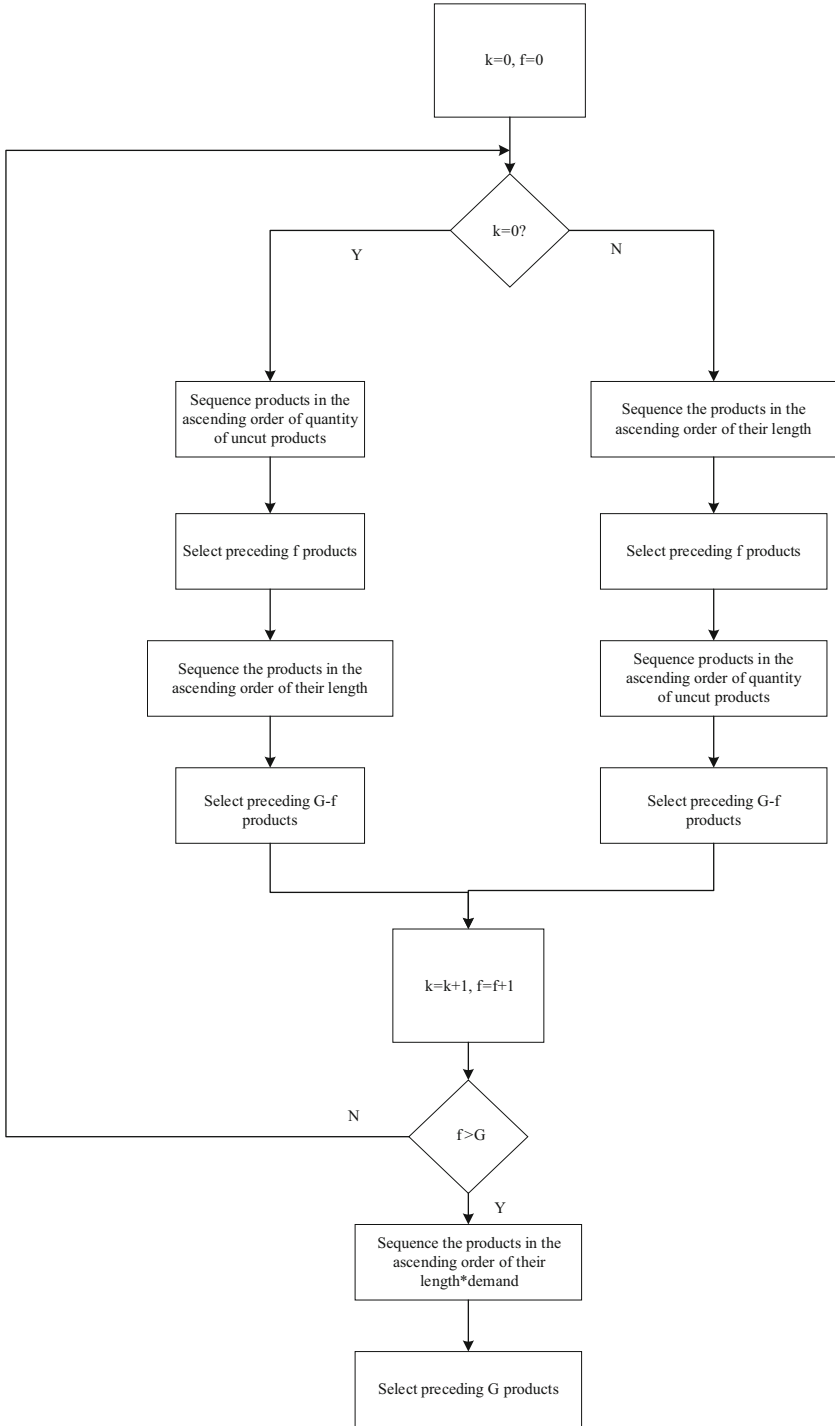 k=0, f=0
k=0?
Y
N
Sequence products in the
ascending order of quantity
of uncut products
Sequence the products in the
ascending order of their length
Select preceding f products
Select preceding f products
Sequence the products in the
ascending order of their length
Sequence products in the
ascending order of quantity
of uncut products
Select preceding G-f
products
Select preceding G-f
products
k=k+1, f=f+1
N
f>G
Y
Sequence the products in the
ascending order of their
length*demand
Select preceding G products